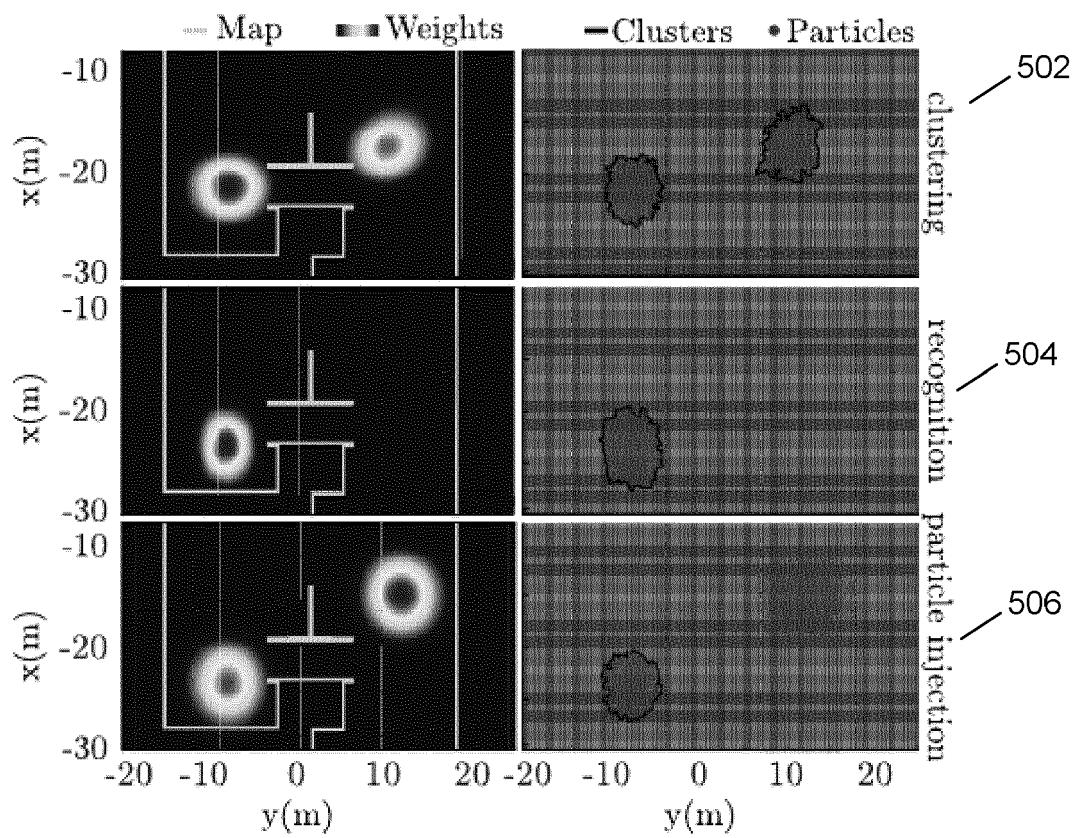 Map Weights Clusters Particles
-10
-20
-30
x(m)
clustering
502
-10
-20
-30
x(m)
recognition
504
-10
-20
-30
x(m)
particle injection
506
-20 -10 0 10 20 -20 -10 0 10 20
y(m) y(m)